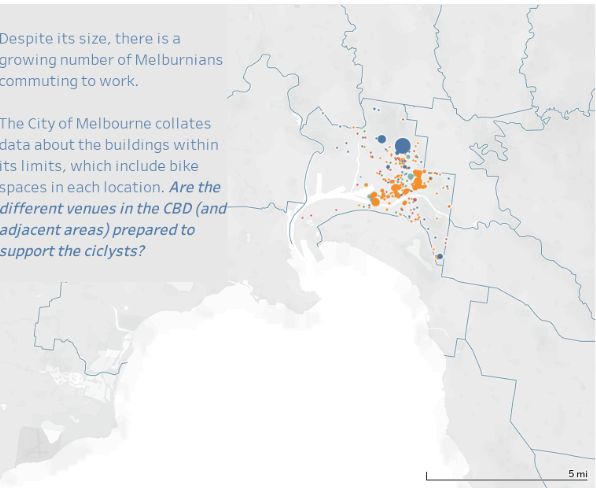 Despite its size, there is a
growing number of Melburnians
commuting to work.
The City of Melbourne collates
data about the buildings within
its limits, which include bike
spaces in each location. Are the
different venues in the CBD (and
adjacent areas) prepared to
support the ciclysts?
5 mi